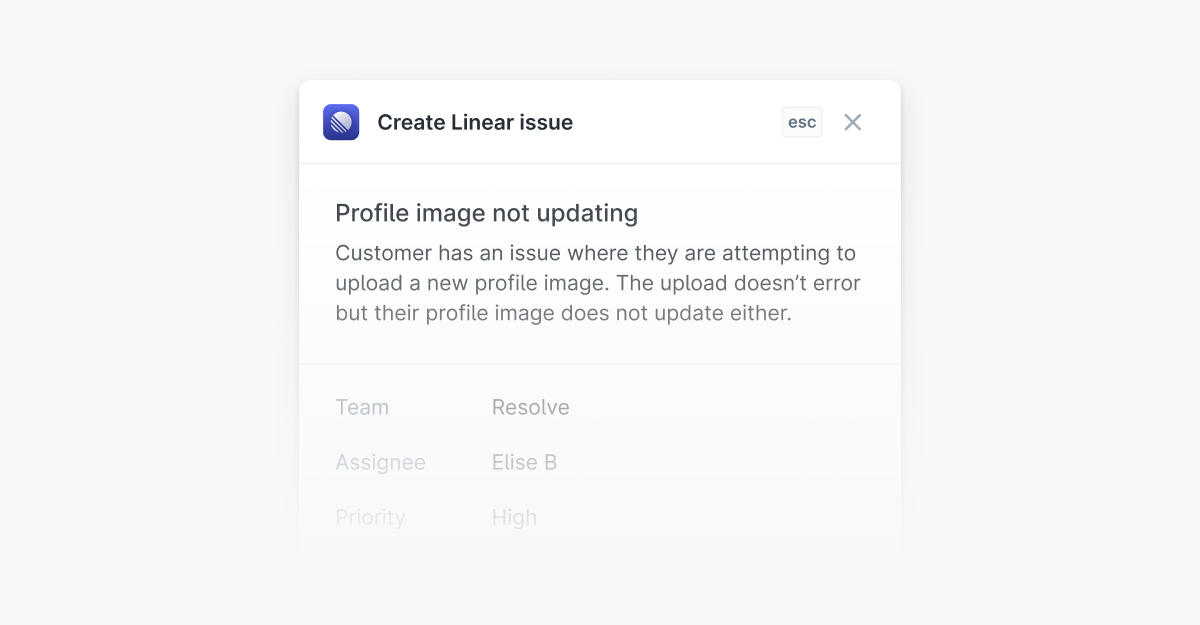 Create Linear issue esc
Profile image not updating
Customer has an issue where they are attempting to
upload a new profile image. The upload doesn’t error
but their profile image does not update either.
Team Resolve
Assignee Elise B
Priority High